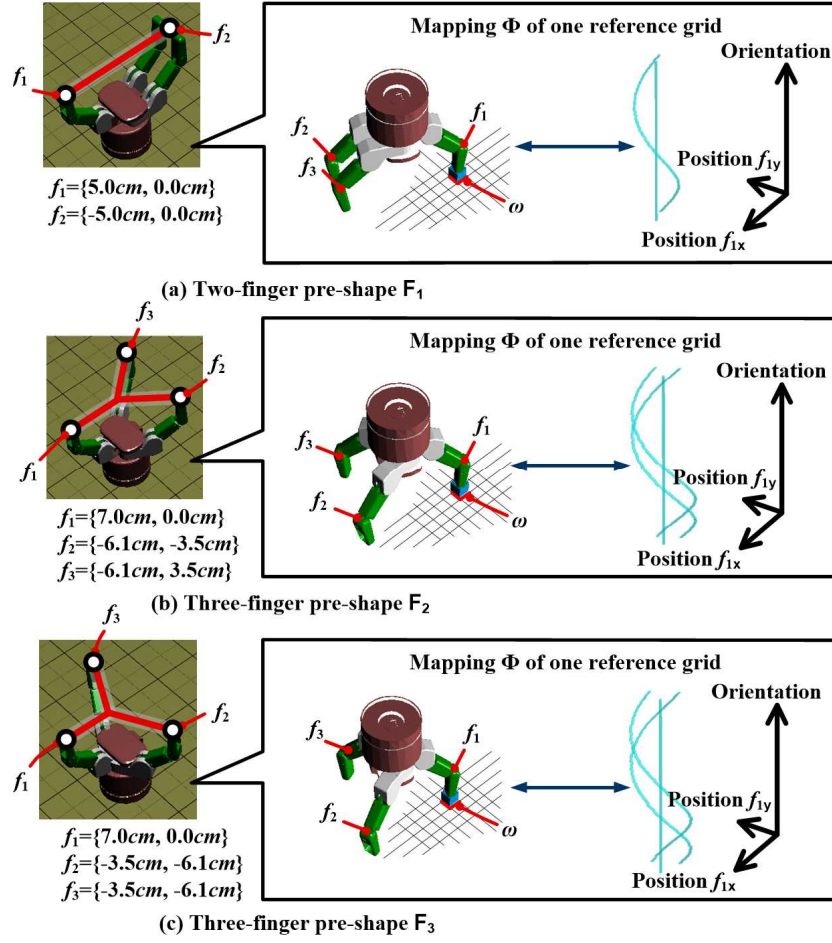 Mapping Φ of one reference grid
f₂
f₁
f₁={5.0cm, 0.0cm}
f₂={-5.0cm, 0.0cm}
f₂
f₃
f₁
ω
Orientation
Position f₁y
Position f₁x
(a) Two-finger pre-shape F₁
f₃
f₂
f₁
f₁={7.0cm, 0.0cm}
f₂={-6.1cm, -3.5cm}
f₃={-6.1cm, 3.5cm}
Mapping Φ of one reference grid
f₃
f₁
f₂
ω
Orientation
Position f₁y
Position f₁x
(b) Three-finger pre-shape F₂
f₃
f₂
f₁
f₁={7.0cm, 0.0cm}
f₂={-3.5cm, -6.1cm}
f₃={-3.5cm, -6.1cm}
Mapping Φ of one reference grid
f₃
f₁
f₂
ω
Orientation
Position f₁y
Position f₁x
(c) Three-finger pre-shape F₃